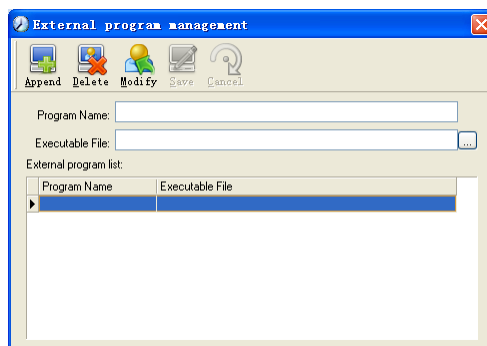 External program management
Append Delete Modify Save Cancel
Program Name:
Executable File:
...
External program list:
Program Name Executable File